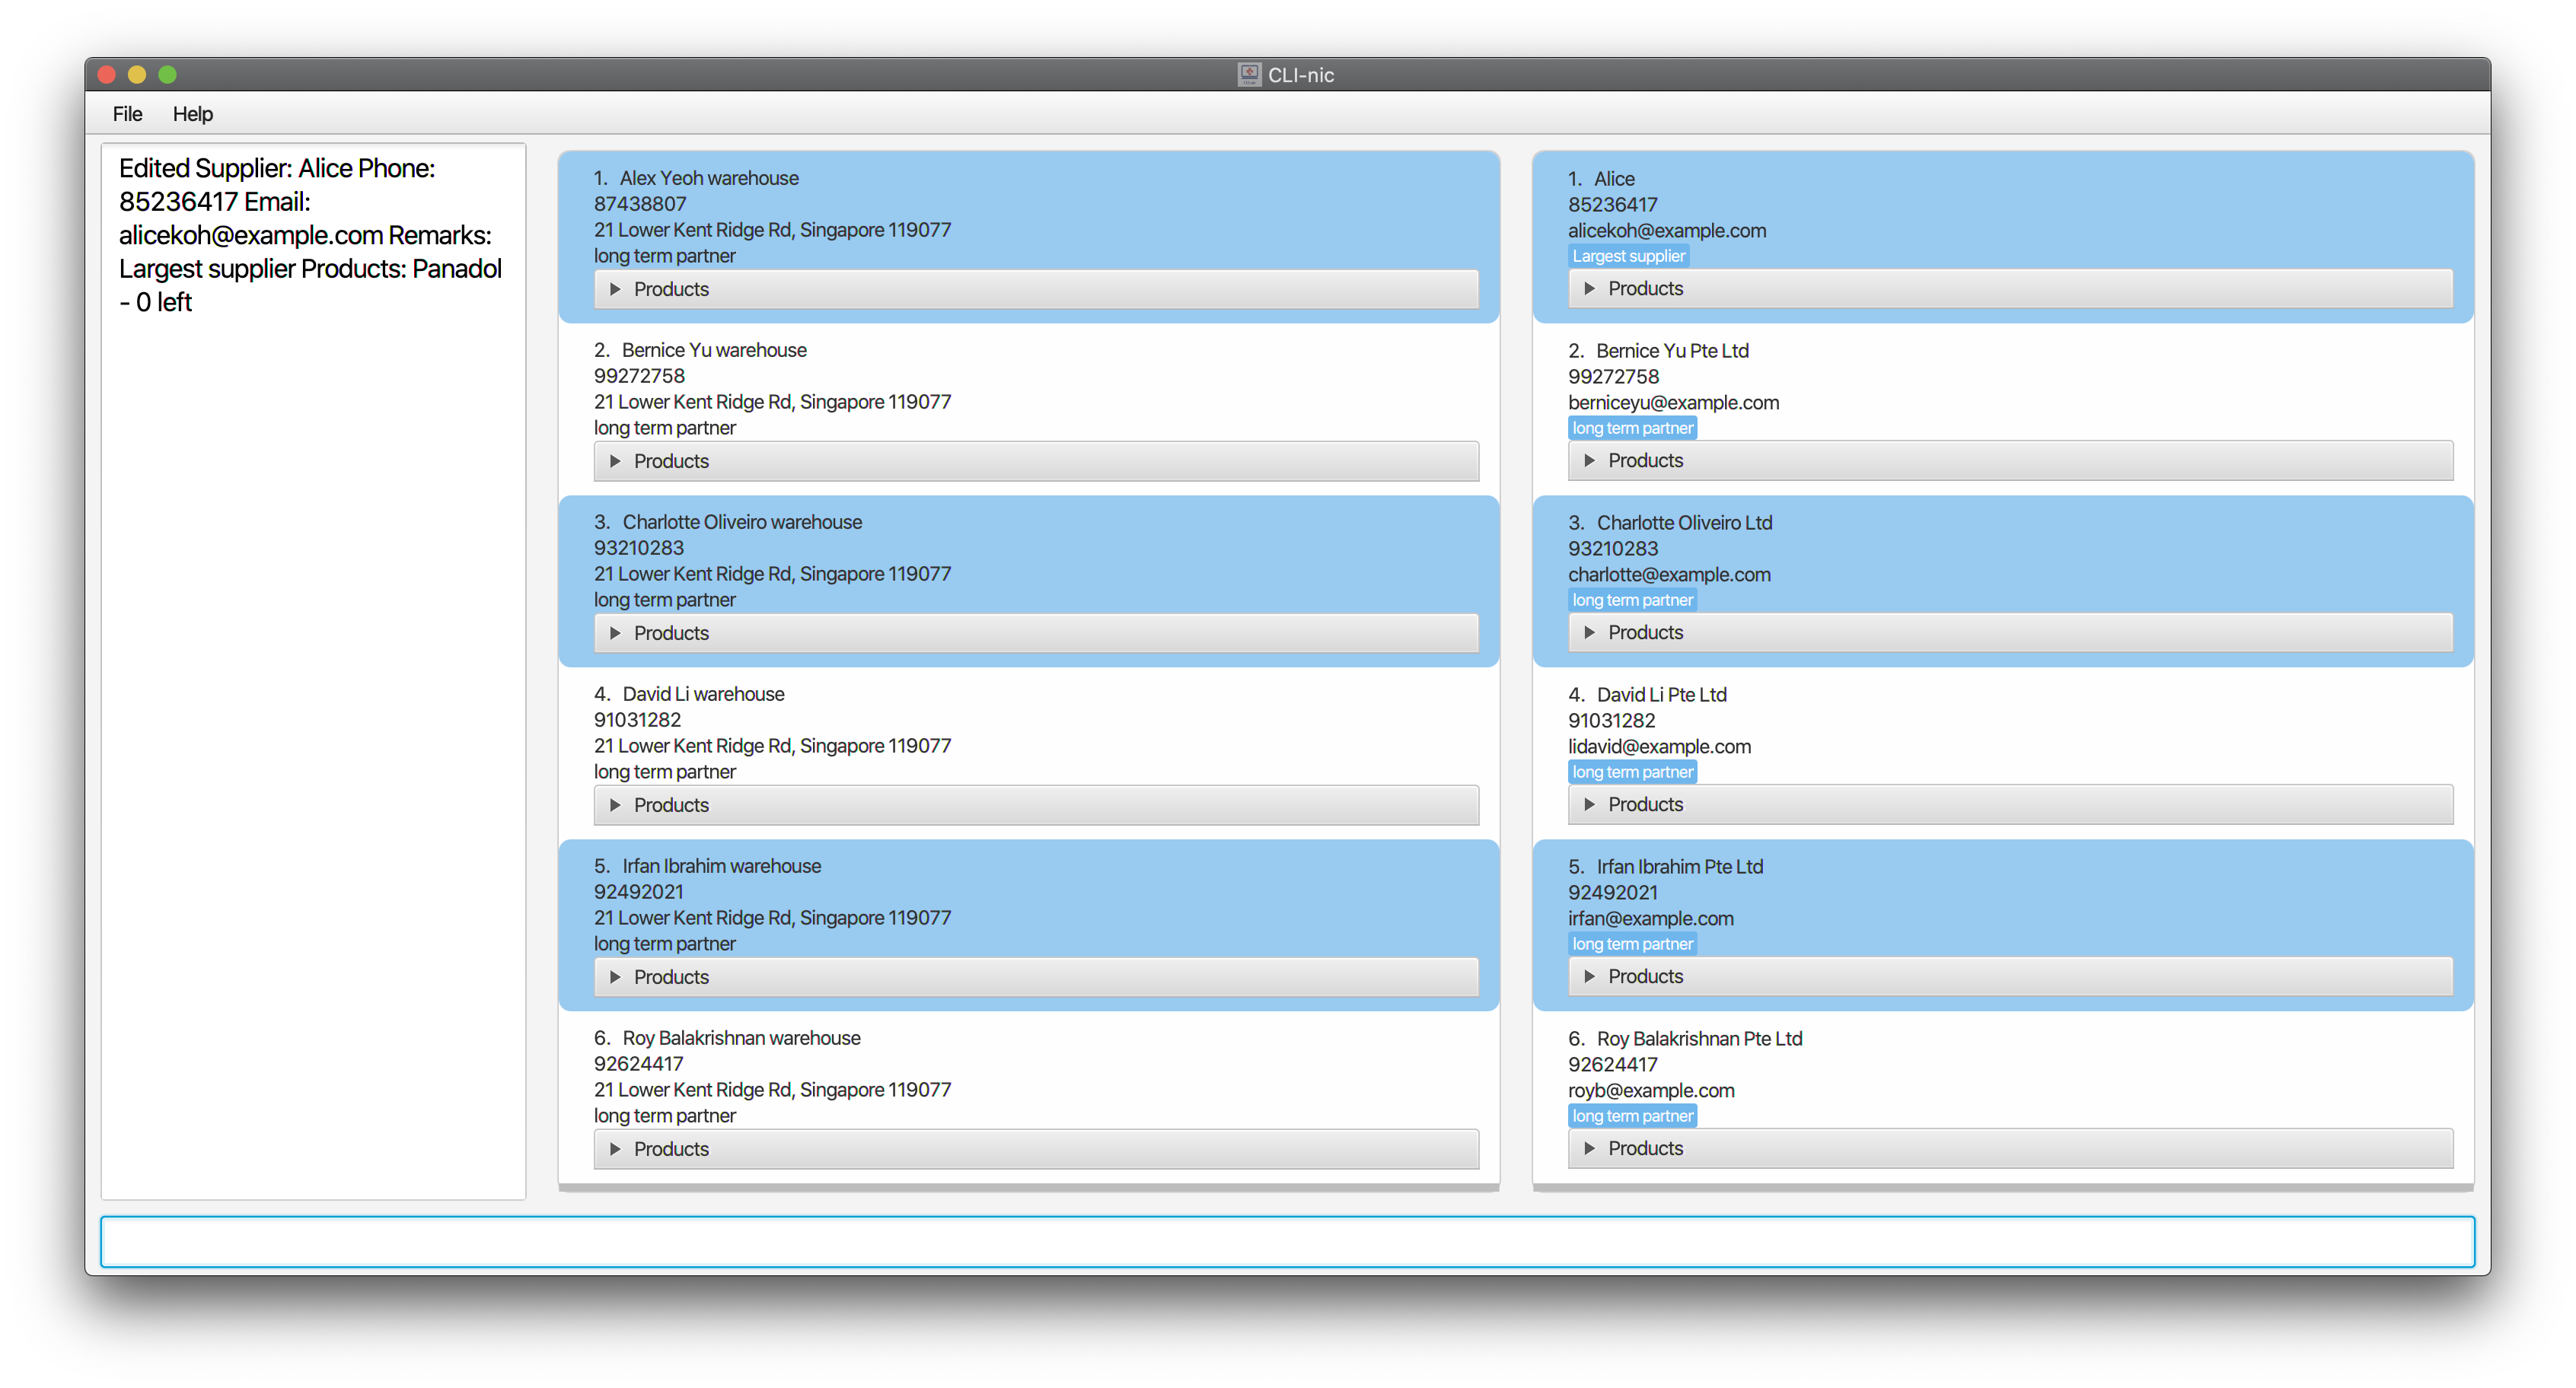 CLI-nic
File Help
Edited Supplier: Alice Phone:
85236417 Email:
alicekoh@example.com Remarks:
Largest supplier Products: Panadol
- 0 left
1. Alex Yeoh warehouse
87438807
21 Lower Kent Ridge Rd, Singapore 119077
long term partner
Products
2. Bernice Yu warehouse
99272758
21 Lower Kent Ridge Rd, Singapore 119077
long term partner
Products
3. Charlotte Oliveiro warehouse
93210283
21 Lower Kent Ridge Rd, Singapore 119077
long term partner
Products
4. David Li warehouse
91031282
21 Lower Kent Ridge Rd, Singapore 119077
long term partner
Products
5. Irfan Ibrahim warehouse
92492021
21 Lower Kent Ridge Rd, Singapore 119077
long term partner
Products
6. Roy Balakrishnan warehouse
92624417
21 Lower Kent Ridge Rd, Singapore 119077
long term partner
Products
1. Alice
85236417
alicekoh@example.com
Largest supplier
Products
2. Bernice Yu Pte Ltd
99272758
berniceyu@example.com
long term partner
Products
3. Charlotte Oliveiro Ltd
93210283
charlotte@example.com
long term partner
Products
4. David Li Pte Ltd
91031282
lidavid@example.com
long term partner
Products
5. Irfan Ibrahim Pte Ltd
92492021
irfan@example.com
long term partner
Products
6. Roy Balakrishnan Pte Ltd
92624417
royb@example.com
long term partner
Products